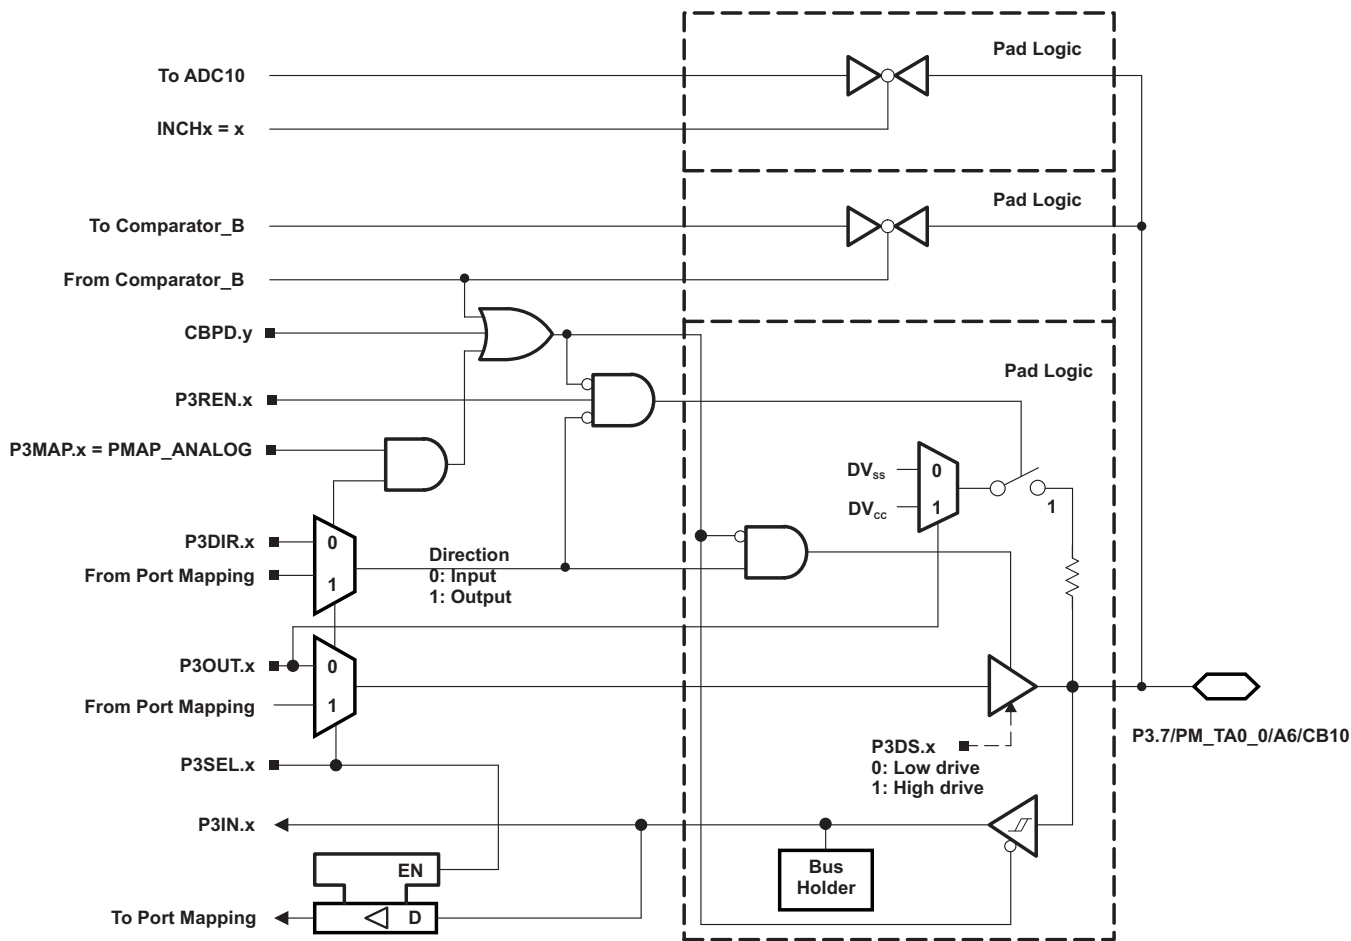 Pad Logic
To ADC10
INCHx = x
Pad Logic
To Comparator_B
From Comparator_B
CBPD.y
Pad Logic
P3REN.x
P3MAP.x = PMAP_ANALOG
DVSS
0
DVCC
1
1
P3DIR.x
0
From Port Mapping
1
Direction
0: Input
1: Output
P3OUT.x
0
From Port Mapping
1
P3.7/PM_TA0_0/A6/CB10
P3DS.x
0: Low drive
1: High drive
P3SEL.x
P3IN.x
EN
Bus
Holder
To Port Mapping
D